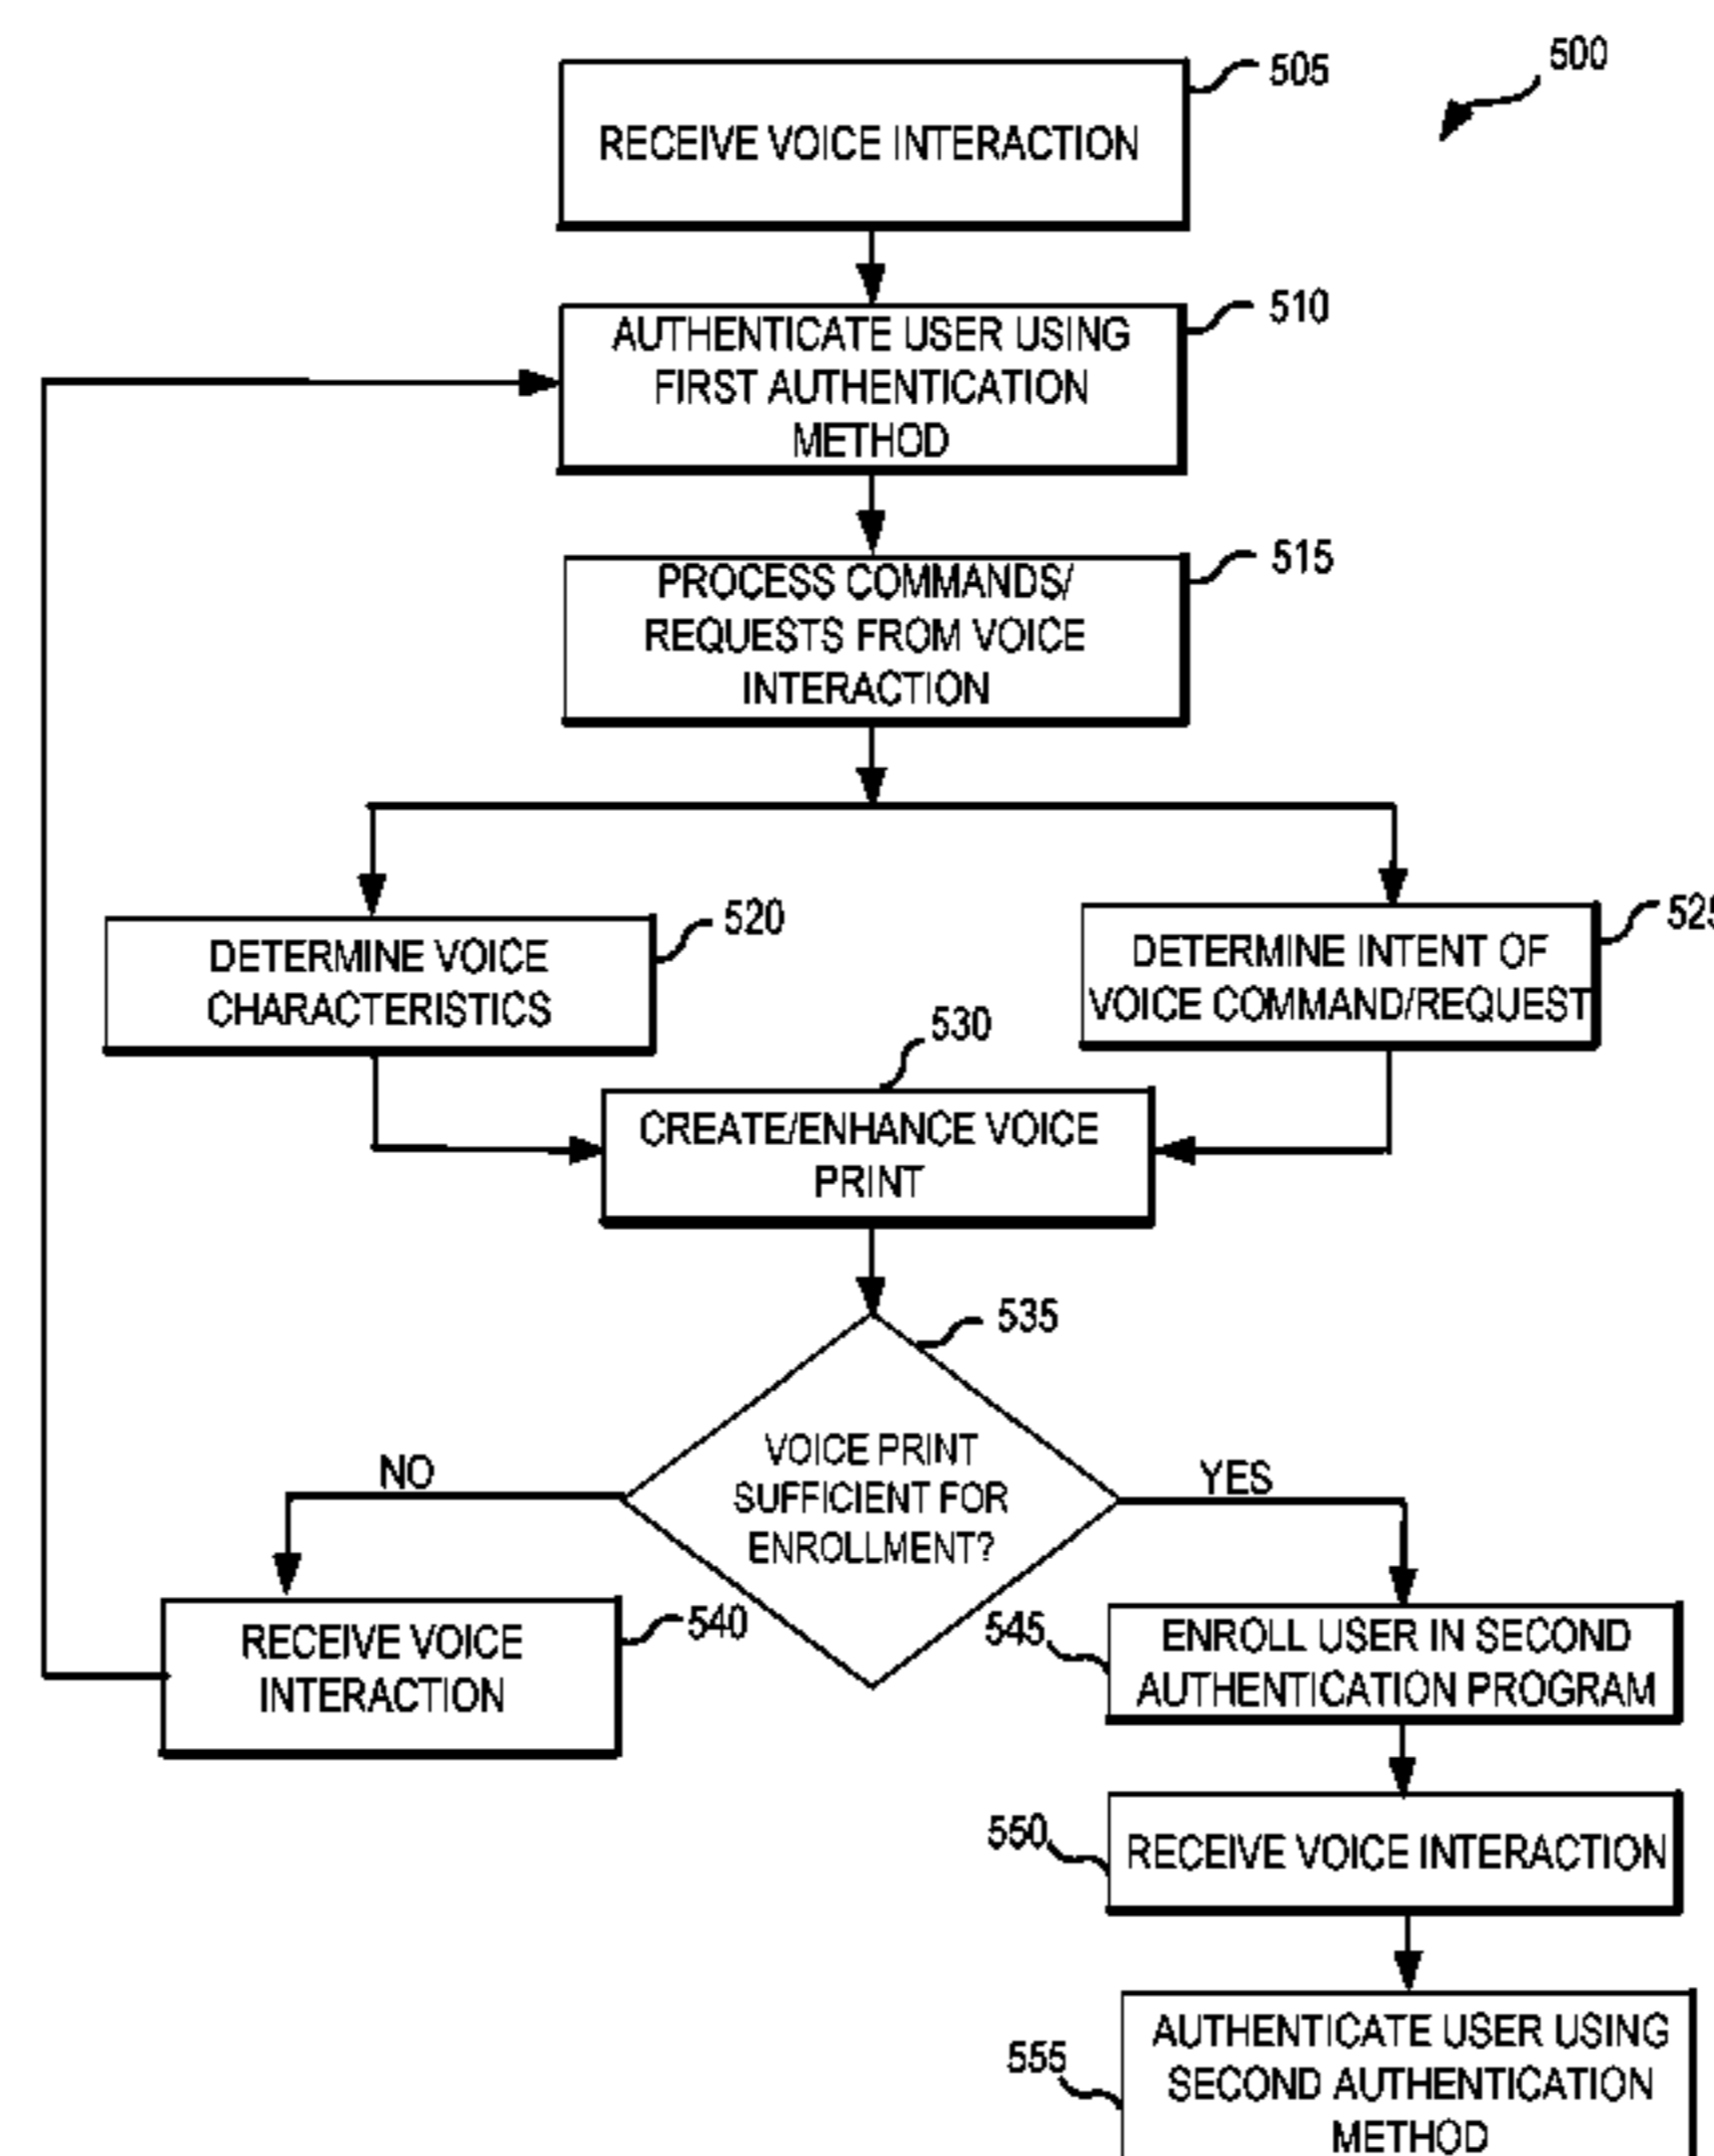 500
505
RECEIVE VOICE INTERACTION
510
AUTHENTICATE USER USING
FIRST AUTHENTICATION
METHOD
515
PROCESS COMMANDS/
REQUESTS FROM VOICE
INTERACTION
520
DETERMINE VOICE
CHARACTERISTICS
525
DETERMINE INTENT OF
VOICE COMMAND/REQUEST
530
CREATE/ENHANCE VOICE
PRINT
535
VOICE PRINT
SUFFICIENT FOR
ENROLLMENT?
NO
YES
540
RECEIVE VOICE
INTERACTION
545
ENROLL USER IN SECOND
AUTHENTICATION PROGRAM
550
RECEIVE VOICE INTERACTION
555
AUTHENTICATE USER USING
SECOND AUTHENTICATION
METHOD